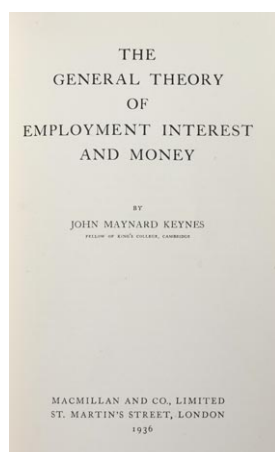 THE
GENERAL THEORY
OF
EMPLOYMENT INTEREST
AND MONEY
BY
JOHN MAYNARD KEYNES
FELLOW OF KING'S COLLEGE, CAMBRIDGE
MACMILLAN AND CO., LIMITED
ST. MARTIN'S STREET, LONDON
1936